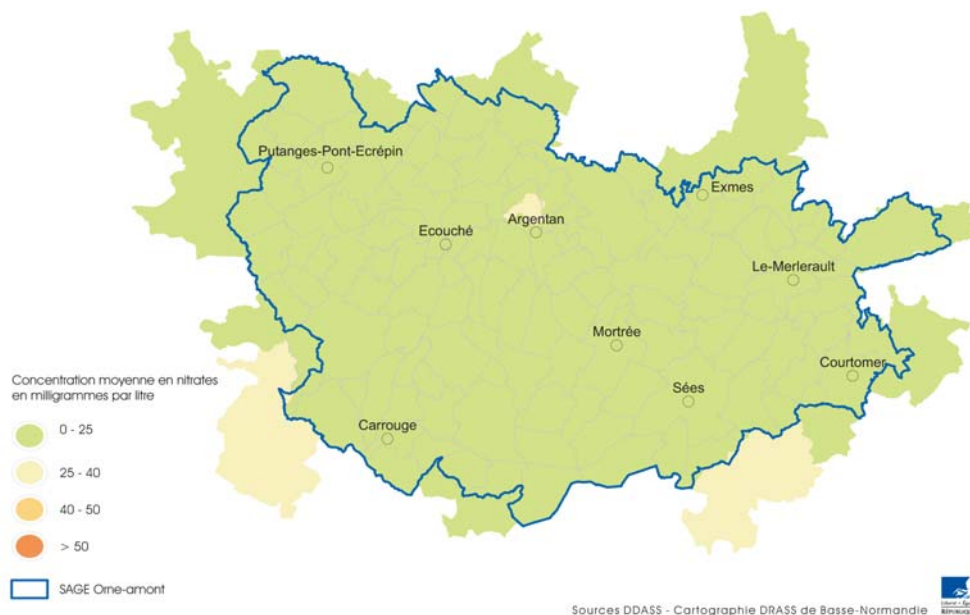 Putanges-Pont-Ecrépin
Exmes
Argentan
Ecouché
Le-Merlerault
Mortrée
Courtomer
Sées
Carrouge
Concentration moyenne en nitrates
en milligrammes par litre
0 - 25
25 - 40
40 - 50
> 50
SAGE Orne-amont
Sources DDASS - Cartographie DRASS de Basse-Normandie